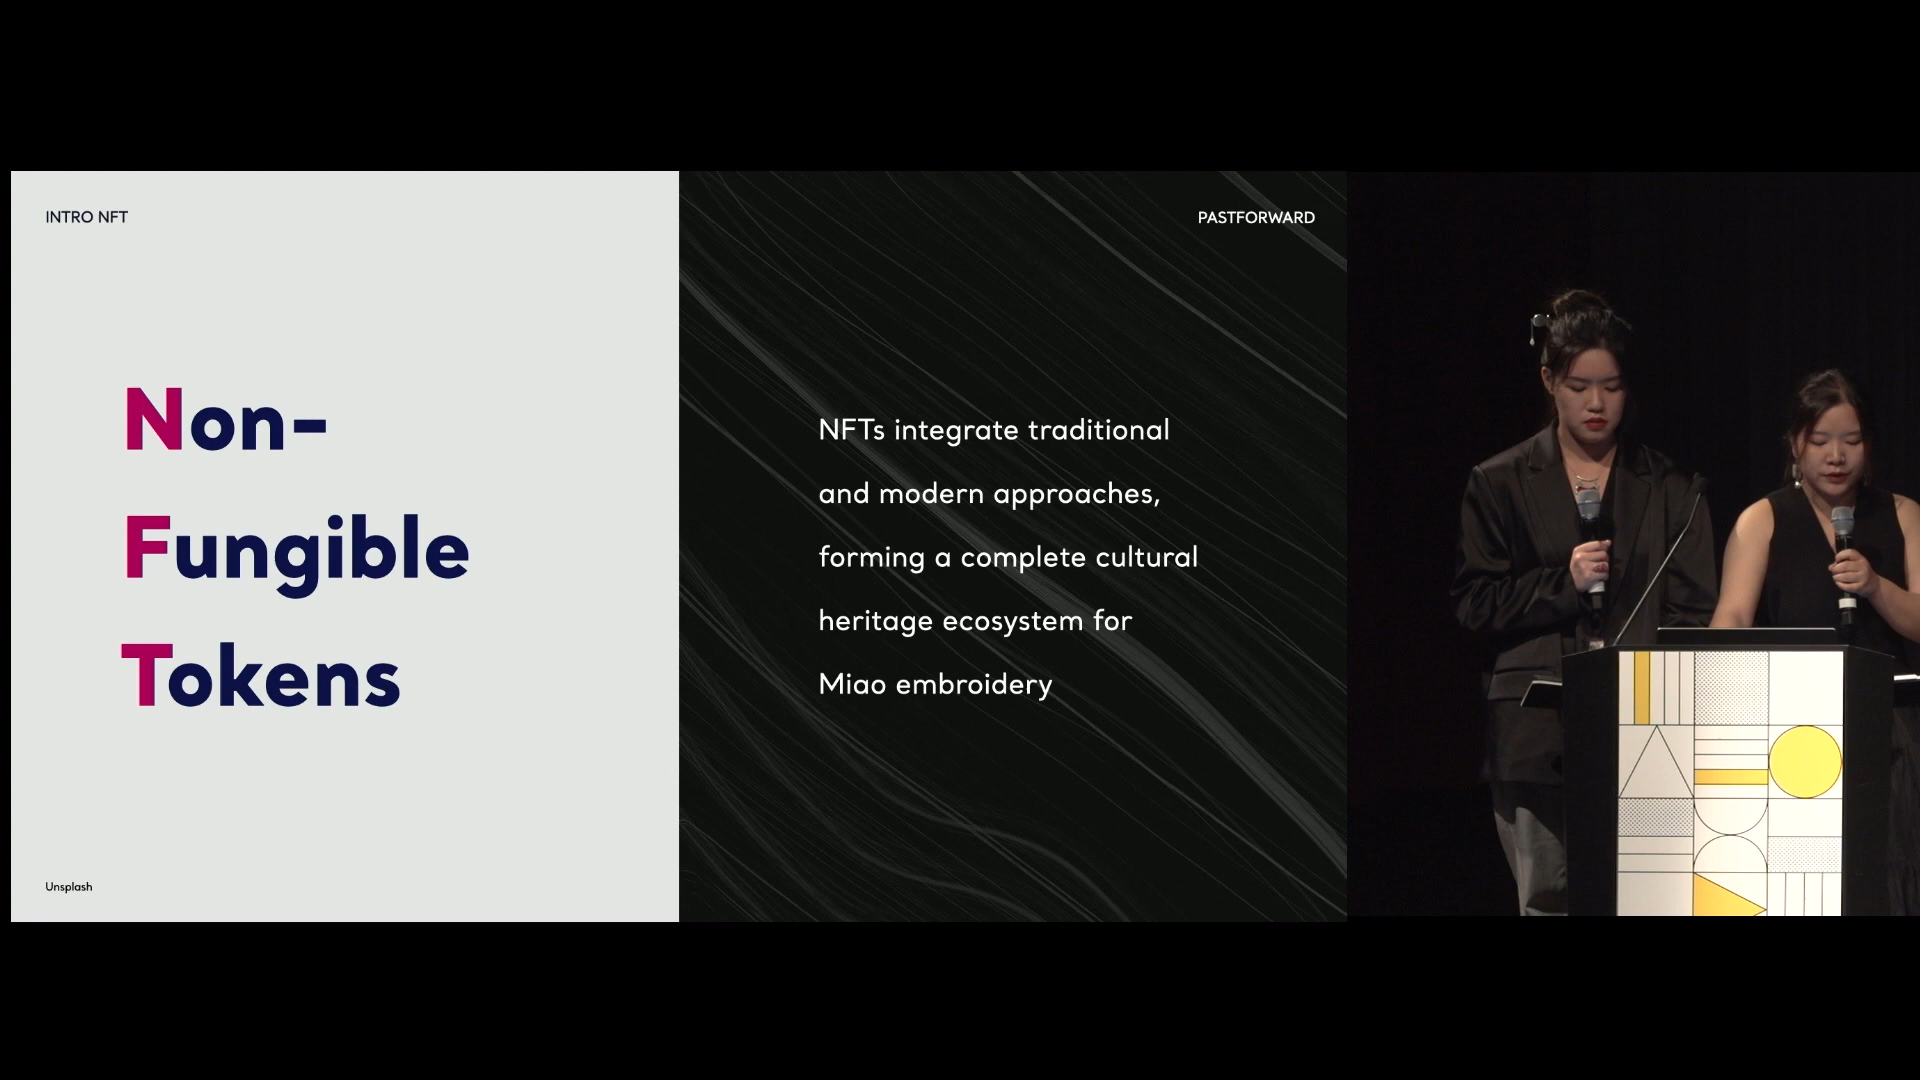 INTRO NFT
PASTFORWARD
Non-
Fungible
Tokens
NFTs integrate traditional
and modern approaches,
forming a complete cultural
heritage ecosystem for
Miao embroidery
Unsplash